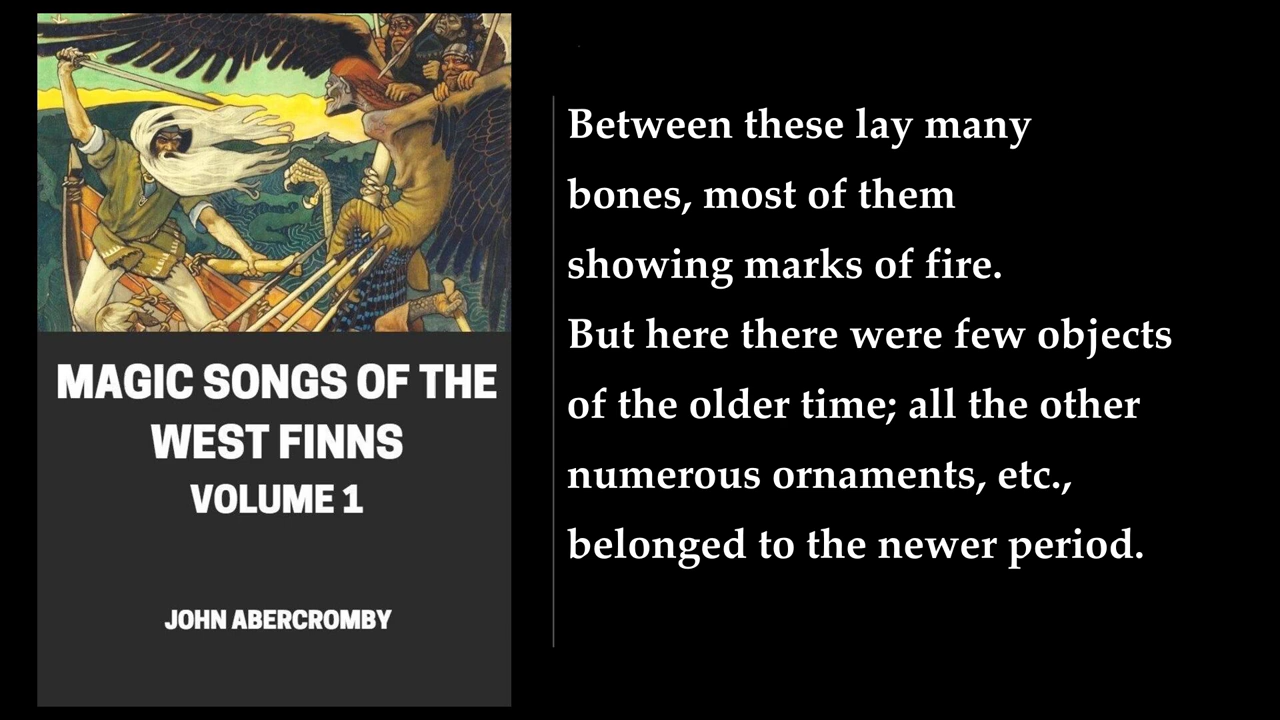 MAGIC SONGS OF THE
WEST FINNS
VOLUME 1
JOHN ABERCROMBY
Between these lay many
bones, most of them
showing marks of fire.
But here there were few objects
of the older time; all the other
numerous ornaments, etc.,
belonged to the newer period.